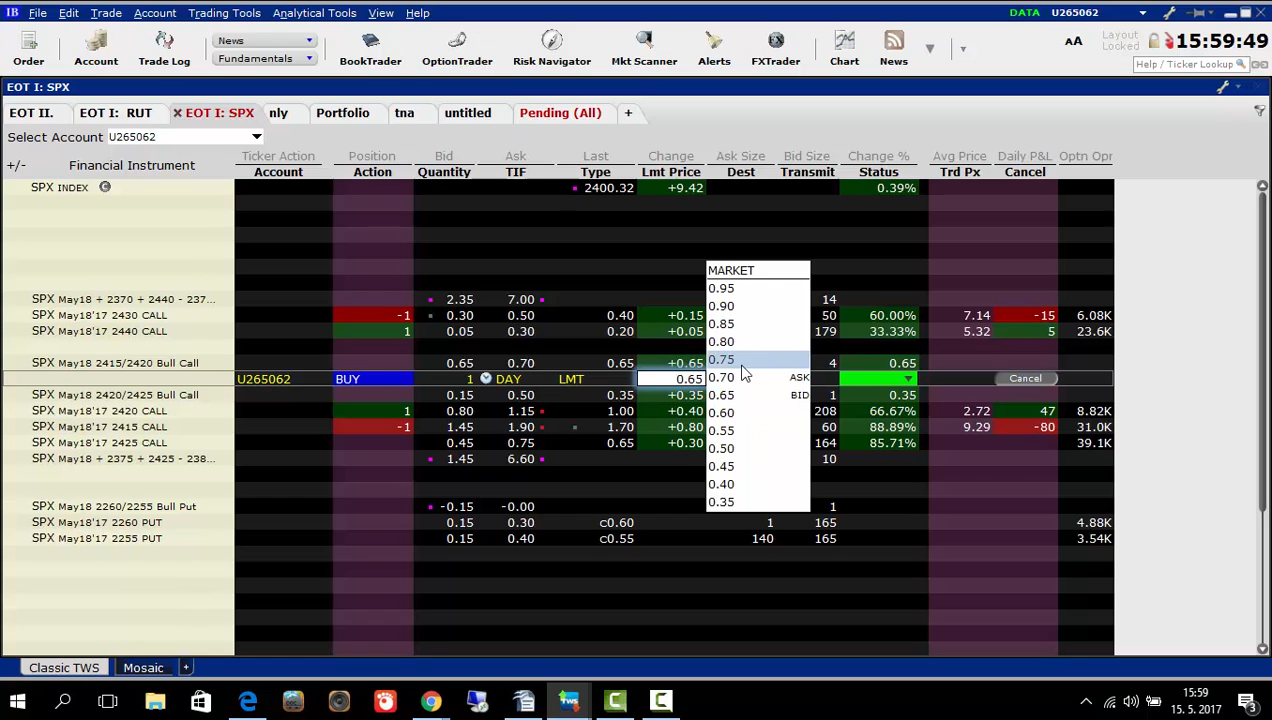 IB File Edit Trade Account Trading Tools Analytical Tools View Help DATA U265062
News
Fundamentals
Layout
Locked
AA 15:59:49
Order Account Trade Log BookTrader OptionTrader Risk Navigator Mkt Scanner Alerts FXTrader Chart News
Help / Ticker Lookup
EOT I: SPX
EOT II. EOT I: RUT EOT I: SPX nly Portfolio tna untitled Pending (All) +
Select Account U265062
Ticker Action Position Bid Ask Last Change Ask Size Bid Size Change % Avg Price Daily P&L Optn Opn
+/- Financial Instrument Account Action Quantity TIF Type Lmt Price Dest Transmit Status Trd Px Cancel
SPX INDEX C 2400.32 +9.42 0.39%
MARKET
0.95
SPX May18 + 2370 + 2440 - 237... 2.35 7.00 14
0.90
SPX May18'17 2430 CALL -1 0.30 0.50 0.40 +0.15 50 60.00% 7.14 -15 6.08K
0.85
SPX May18'17 2440 CALL 1 0.05 0.30 0.20 +0.05 179 33.33% 5.32 5 23.6K
0.80
SPX May18 2415/2420 Bull Call 0.65 0.70 0.65 +0.65 0.75 4 0.65
U265062 BUY 1 DAY LMT 0.65 0.70 ASK Cancel
SPX May18 2420/2425 Bull Call 0.15 0.50 0.35 +0.35 0.65 BID 1 0.35
SPX May18'17 2420 CALL 1 0.80 1.15 1.00 +0.40 0.60 208 66.67% 2.72 47 8.82K
SPX May18'17 2415 CALL -1 1.45 1.90 1.70 +0.80 0.55 60 88.89% 9.29 -80 31.0K
SPX May18'17 2425 CALL 0.45 0.75 0.65 +0.30 0.50 164 85.71% 39.1K
SPX May18 + 2375 + 2425 - 238... 1.45 6.60 0.45 10
0.40
0.35
SPX May18 2260/2255 Bull Put -0.15 -0.00 1
SPX May18'17 2260 PUT 0.15 0.30 c0.60 1 165 4.88K
SPX May18'17 2255 PUT 0.15 0.40 c0.55 140 165 3.54K
Classic TWS Mosaic +
TWS
15:59
15. 5. 2017
3